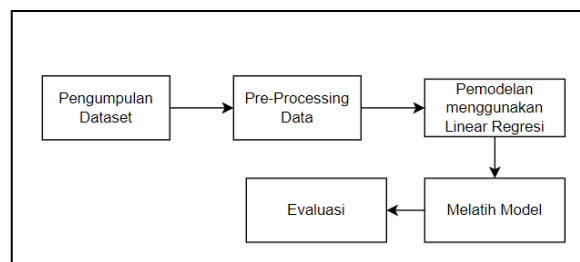 Pengumpulan
Dataset
Pre-Processing
Data
Pemodelan
menggunakan
Linear Regresi
Melatih Model
Evaluasi